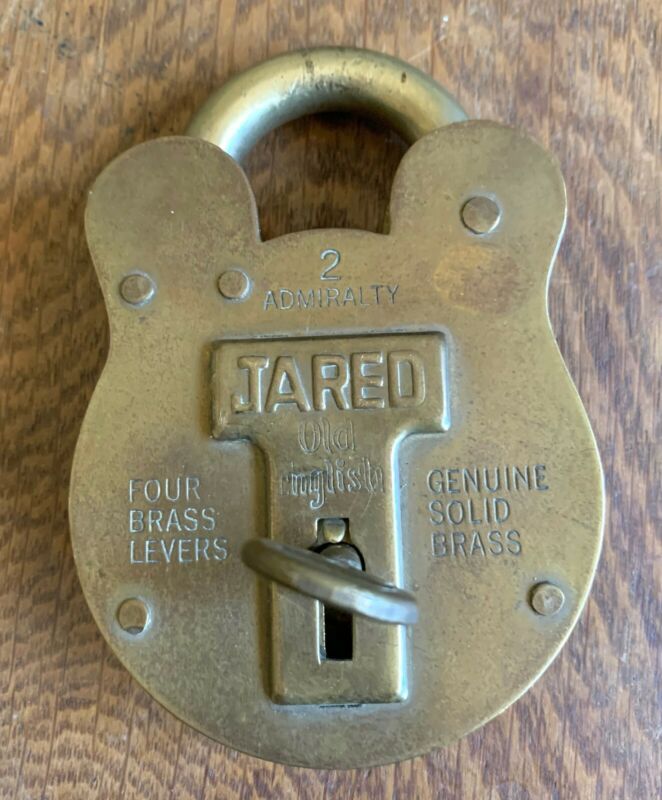 2
ADMIRALTY
JARED
Old
English
FOUR
BRASS
LEVERS
GENUINE
SOLID
BRASS